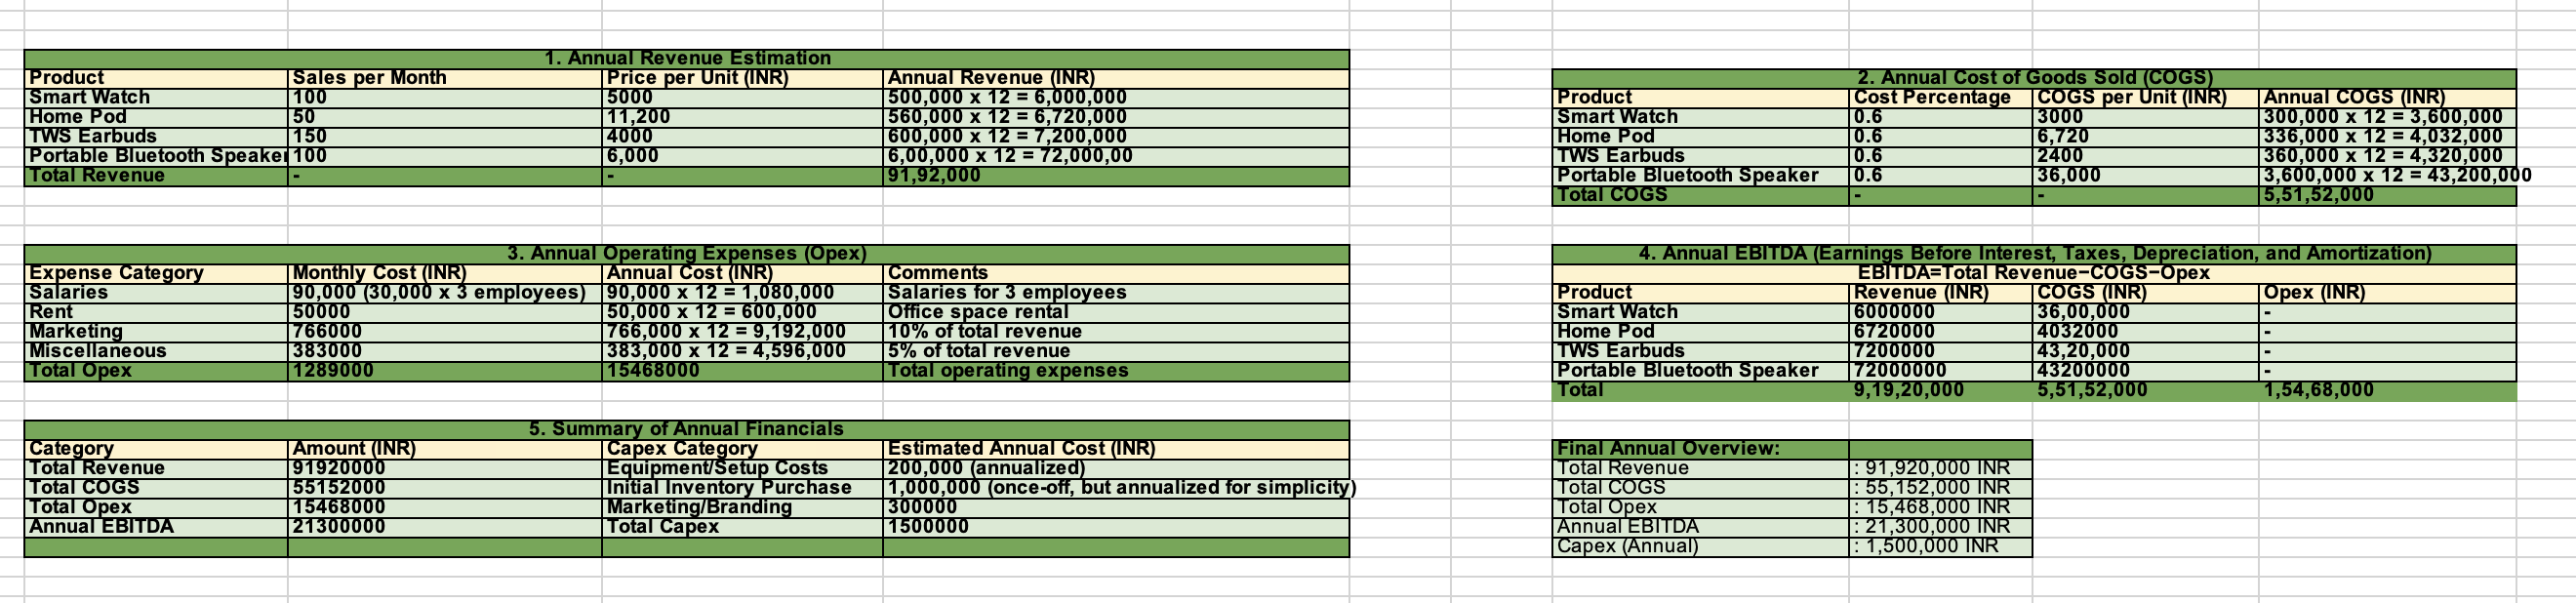 1. Annual Revenue Estimation
Product Sales per Month Price per Unit (INR) Annual Revenue (INR)
Smart Watch 100 5000 500,000 x 12 = 6,000,000
Home Pod 50 11,200 560,000 x 12 = 6,720,000
TWS Earbuds 150 4000 600,000 x 12 = 7,200,000
Portable Bluetooth Speaker 100 6,000 6,00,000 x 12 = 72,000,00
Total Revenue - - 91,92,000
2. Annual Cost of Goods Sold (COGS)
Product Cost Percentage COGS per Unit (INR) Annual COGS (INR)
Smart Watch 0.6 3000 300,000 x 12 = 3,600,000
Home Pod 0.6 6,720 336,000 x 12 = 4,032,000
TWS Earbuds 0.6 2400 360,000 x 12 = 4,320,000
Portable Bluetooth Speaker 0.6 36,000 3,600,000 x 12 = 43,200,000
Total COGS - - 5,51,52,000
3. Annual Operating Expenses (Opex)
Expense Category Monthly Cost (INR) Annual Cost (INR) Comments
Salaries 90,000 (30,000 x 3 employees) 90,000 x 12 = 1,080,000 Salaries for 3 employees
Rent 50000 50,000 x 12 = 600,000 Office space rental
Marketing 766000 766,000 x 12 = 9,192,000 10% of total revenue
Miscellaneous 383000 383,000 x 12 = 4,596,000 5% of total revenue
Total Opex 1289000 15468000 Total operating expenses
4. Annual EBITDA (Earnings Before Interest, Taxes, Depreciation, and Amortization)
EBITDA=Total Revenue−COGS−Opex
Product Revenue (INR) COGS (INR) Opex (INR)
Smart Watch 6000000 36,00,000 -
Home Pod 6720000 4032000 -
TWS Earbuds 7200000 43,20,000 -
Portable Bluetooth Speaker 72000000 43200000 -
Total 9,19,20,000 5,51,52,000 1,54,68,000
5. Summary of Annual Financials
Category Amount (INR) Capex Category Estimated Annual Cost (INR)
Total Revenue 91920000 Equipment/Setup Costs 200,000 (annualized)
Total COGS 55152000 Initial Inventory Purchase 1,000,000 (once-off, but annualized for simplicity)
Total Opex 15468000 Marketing/Branding 300000
Annual EBITDA 21300000 Total Capex 1500000
Final Annual Overview:
Total Revenue : 91,920,000 INR
Total COGS : 55,152,000 INR
Total Opex : 15,468,000 INR
Annual EBITDA : 21,300,000 INR
Capex (Annual) : 1,500,000 INR